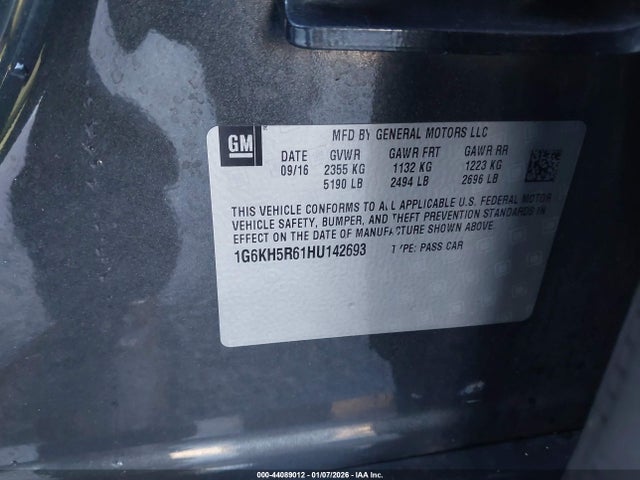 GM
MFD BY GENERAL MOTORS LLC
DATE GVWR GAWR FRT GAWR RR
09/16 2355 KG 1132 KG 1223 KG
5190 LB 2494 LB 2696 LB
THIS VEHICLE CONFORMS TO ALL APPLICABLE U.S. FEDERAL MOTOR
VEHICLE SAFETY, BUMPER, AND THEFT PREVENTION STANDARDS IN
EFFECT ON THE DATE OF MANUFACTURE SHOWN ABOVE.
1G6KH5R61HU142693 TYPE: PASS CAR
000-44089012 | 01/07/2026 | IAA Inc.